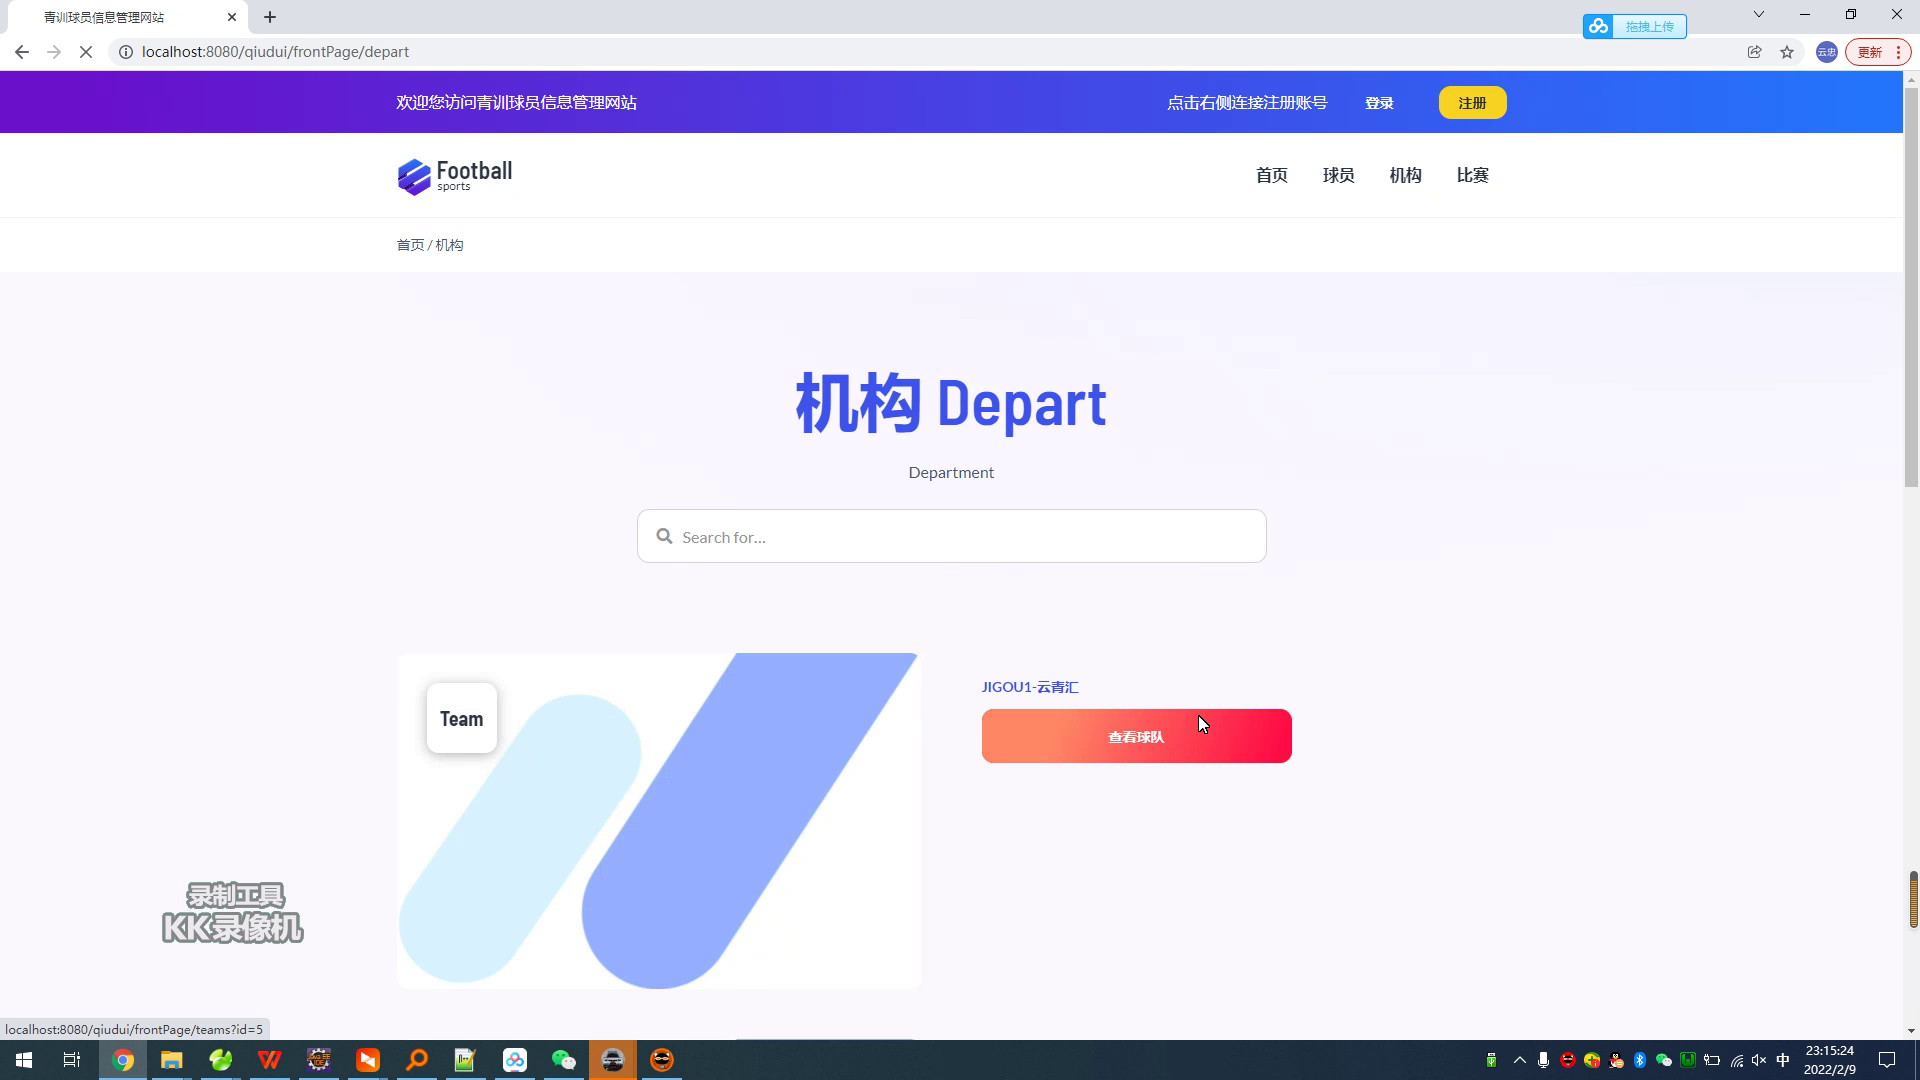 青训球员信息管理网站
拖拽上传
localhost:8080/qiudui/frontPage/depart
云忠
更新
欢迎您访问青训球员信息管理网站
点击右侧连接注册账号
登录
注册
Football
sports
首页
球员
机构
比赛
首页 / 机构
机构 Depart
Department
Search for...
Team
JIGOU1-云青汇
查看球队
录制工具
KK录像机
localhost:8080/qiudui/frontPage/teams?id=5
中
23:15:24
2022/2/9